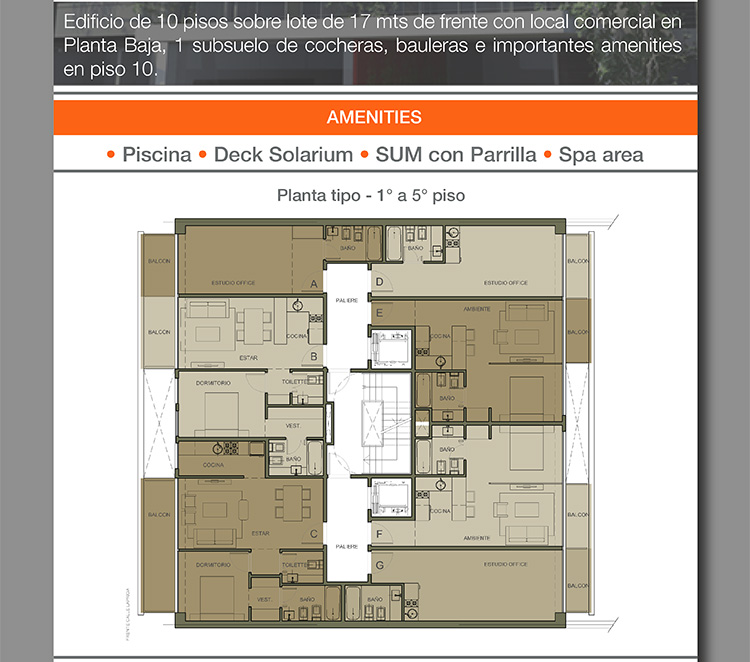 Edificio de 10 pisos sobre lote de 17 mts de frente con local comercial en
Planta Baja, 1 subsuelo de cocheras, bauleras e importantes amenities
en piso 10.
AMENITIES
• Piscina • Deck Solarium • SUM con Parrilla • Spa area
Planta tipo - 1° a 5° piso
BAÑO
BAÑO
BALCON
BALCON
ESTUDIO OFFICE
A
D
ESTUDIO OFFICE
PALIERE
E
AMBIENTE
BALCON
COCINA
BALCON
COCINA
ESTAR
B
DORMITORIO
TOILETTE
BAÑO
VEST.
BAÑO
COCINA
BAÑO
BALCON
COCINA
BALCON
ESTAR
C
F
AMBIENTE
PALIERE
DORMITORIO
TOILETTE
G
ESTUDIO OFFICE
BALCON
VEST.
BAÑO
BAÑO